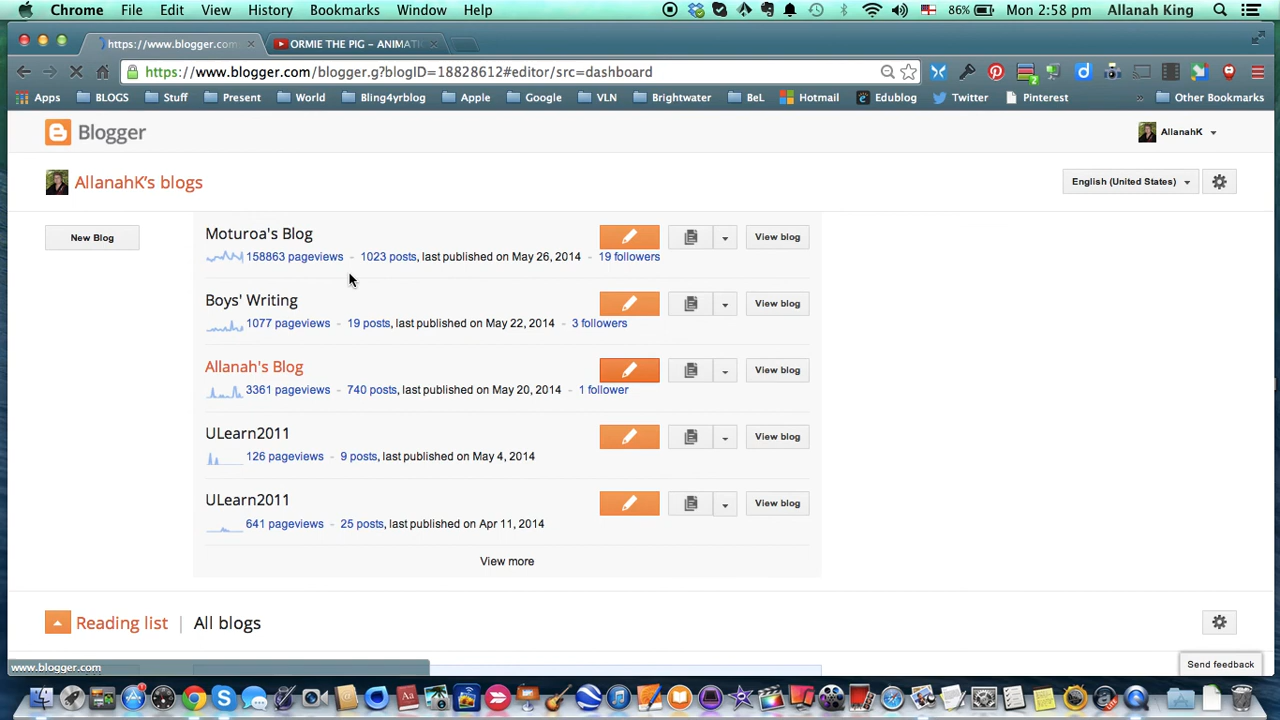 Chrome File Edit View History Bookmarks Window Help 86% Mon 2:58 pm Allanah King
https://www.blogger.com ORMIE THE PIG – ANIMATI
https://www.blogger.com/blogger.g?blogID=18828612#editor/src=dashboard
Apps BLOGS Stuff Present World Bling4yrblog Apple Google VLN Brightwater BeL Hotmail Edublog Twitter Pinterest » Other Bookmarks
Blogger AllanahK
AllanahK's blogs English (United States)
New Blog
Moturoa's Blog View blog
158863 pageviews - 1023 posts, last published on May 26, 2014 - 19 followers
Boys' Writing View blog
1077 pageviews - 19 posts, last published on May 22, 2014 - 3 followers
Allanah's Blog View blog
3361 pageviews - 740 posts, last published on May 20, 2014 - 1 follower
ULearn2011 View blog
126 pageviews - 9 posts, last published on May 4, 2014
ULearn2011 View blog
641 pageviews - 25 posts, last published on Apr 11, 2014
View more
Reading list | All blogs
www.blogger.com Send feedback